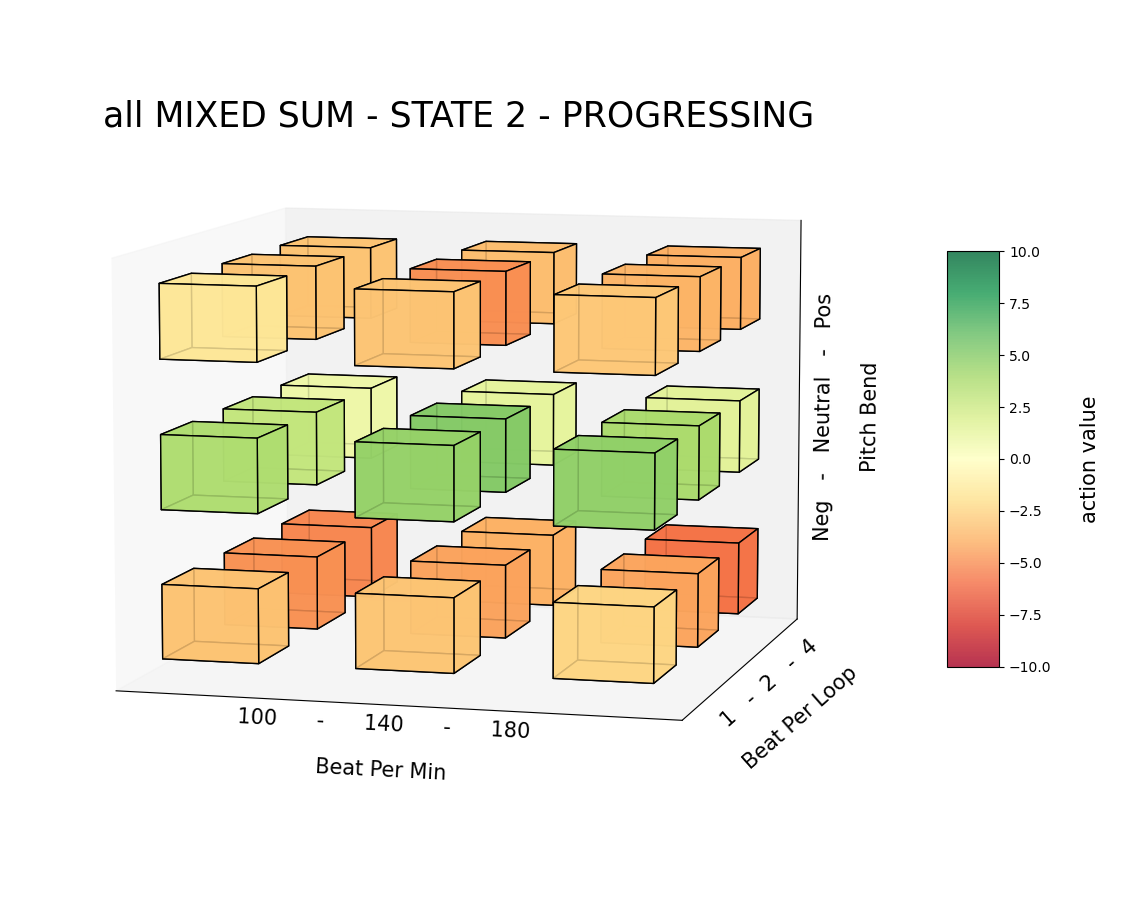 all MIXED SUM - STATE 2 - PROGRESSING
Neg - Neutral - Pos
Pitch Bend
1 - 2 - 4
Beat Per Loop
100 - 140 - 180
Beat Per Min
10.0
7.5
5.0
2.5
0.0
−2.5
−5.0
−7.5
−10.0
action value